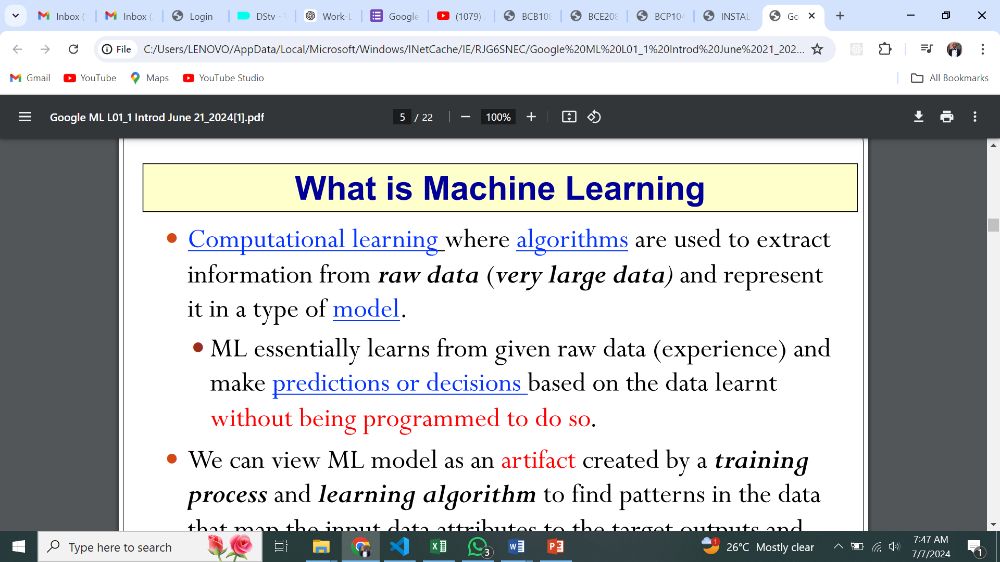 Inbox (
Inbox (
Login
DStv -
Work-L
Google
(1079)
BCB108
BCE208
BCP104
INSTAL
Go
File
C:/Users/LENOVO/AppData/Local/Microsoft/Windows/INetCache/IE/RJG6SNEC/Google%20ML%20L01_1%20Introd%20June%2021_202...
Gmail
YouTube
Maps
YouTube Studio
All Bookmarks
Google ML L01_1 Introd June 21_2024[1].pdf
5 / 22
100%
What is Machine Learning
• Computational learning where algorithms are used to extract
information from raw data (very large data) and represent
it in a type of model.
• ML essentially learns from given raw data (experience) and
make predictions or decisions based on the data learnt
without being programmed to do so.
• We can view ML model as an artifact created by a training
process and learning algorithm to find patterns in the data
that map the input data attributes to the target outputs and
Type here to search
3
1
26°C Mostly clear
7:47 AM
7/7/2024
1